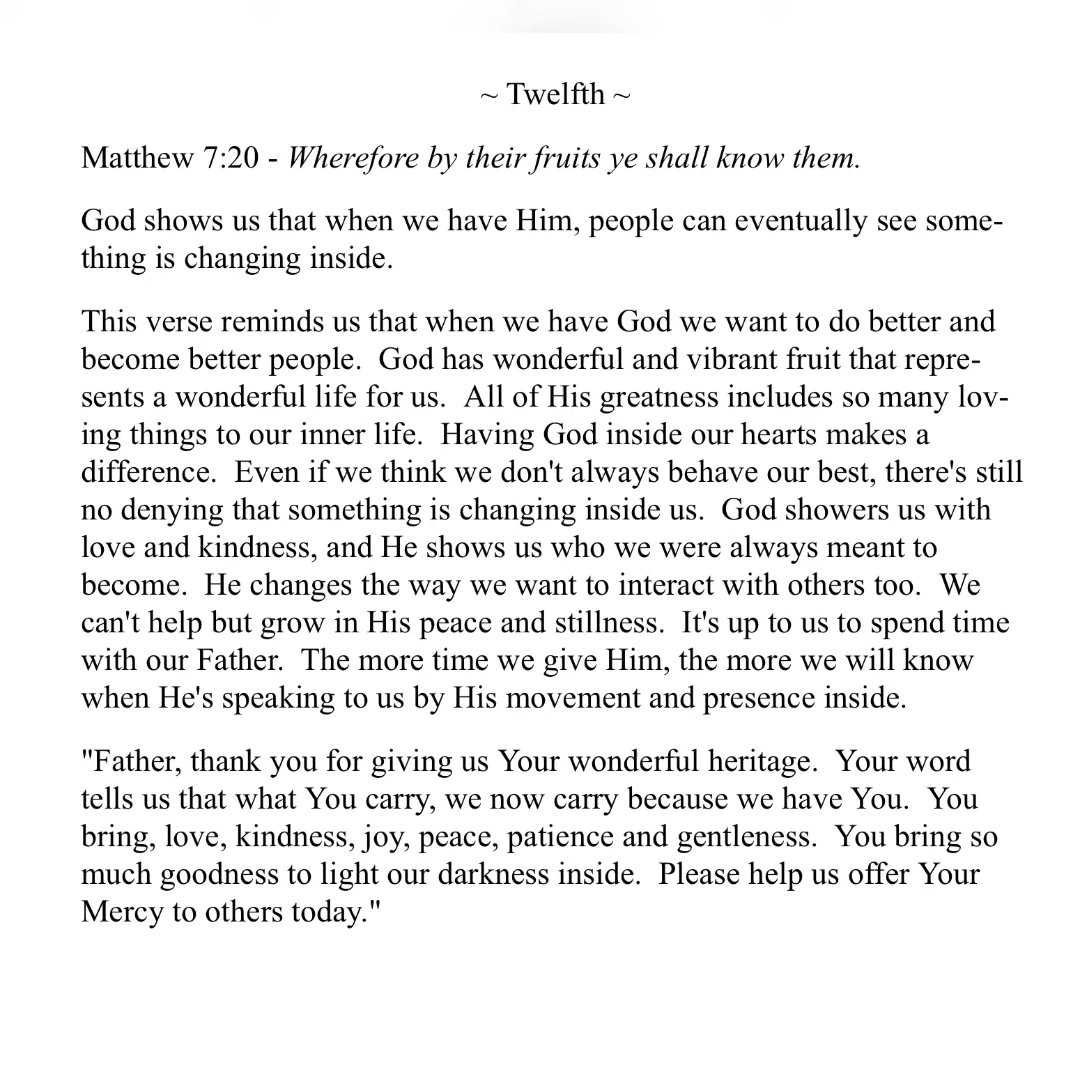 ~ Twelfth ~
Matthew 7:20 - Wherefore by their fruits ye shall know them.
God shows us that when we have Him, people can eventually see some-
thing is changing inside.
This verse reminds us that when we have God we want to do better and
become better people.  God has wonderful and vibrant fruit that repre-
sents a wonderful life for us.  All of His greatness includes so many lov-
ing things to our inner life.  Having God inside our hearts makes a
difference.  Even if we think we don't always behave our best, there's still
no denying that something is changing inside us.  God showers us with
love and kindness, and He shows us who we were always meant to
become.  He changes the way we want to interact with others too.  We
can't help but grow in His peace and stillness.  It's up to us to spend time
with our Father.  The more time we give Him, the more we will know
when He's speaking to us by His movement and presence inside.
"Father, thank you for giving us Your wonderful heritage.  Your word
tells us that what You carry, we now carry because we have You.  You
bring, love, kindness, joy, peace, patience and gentleness.  You bring so
much goodness to light our darkness inside.  Please help us offer Your
Mercy to others today."